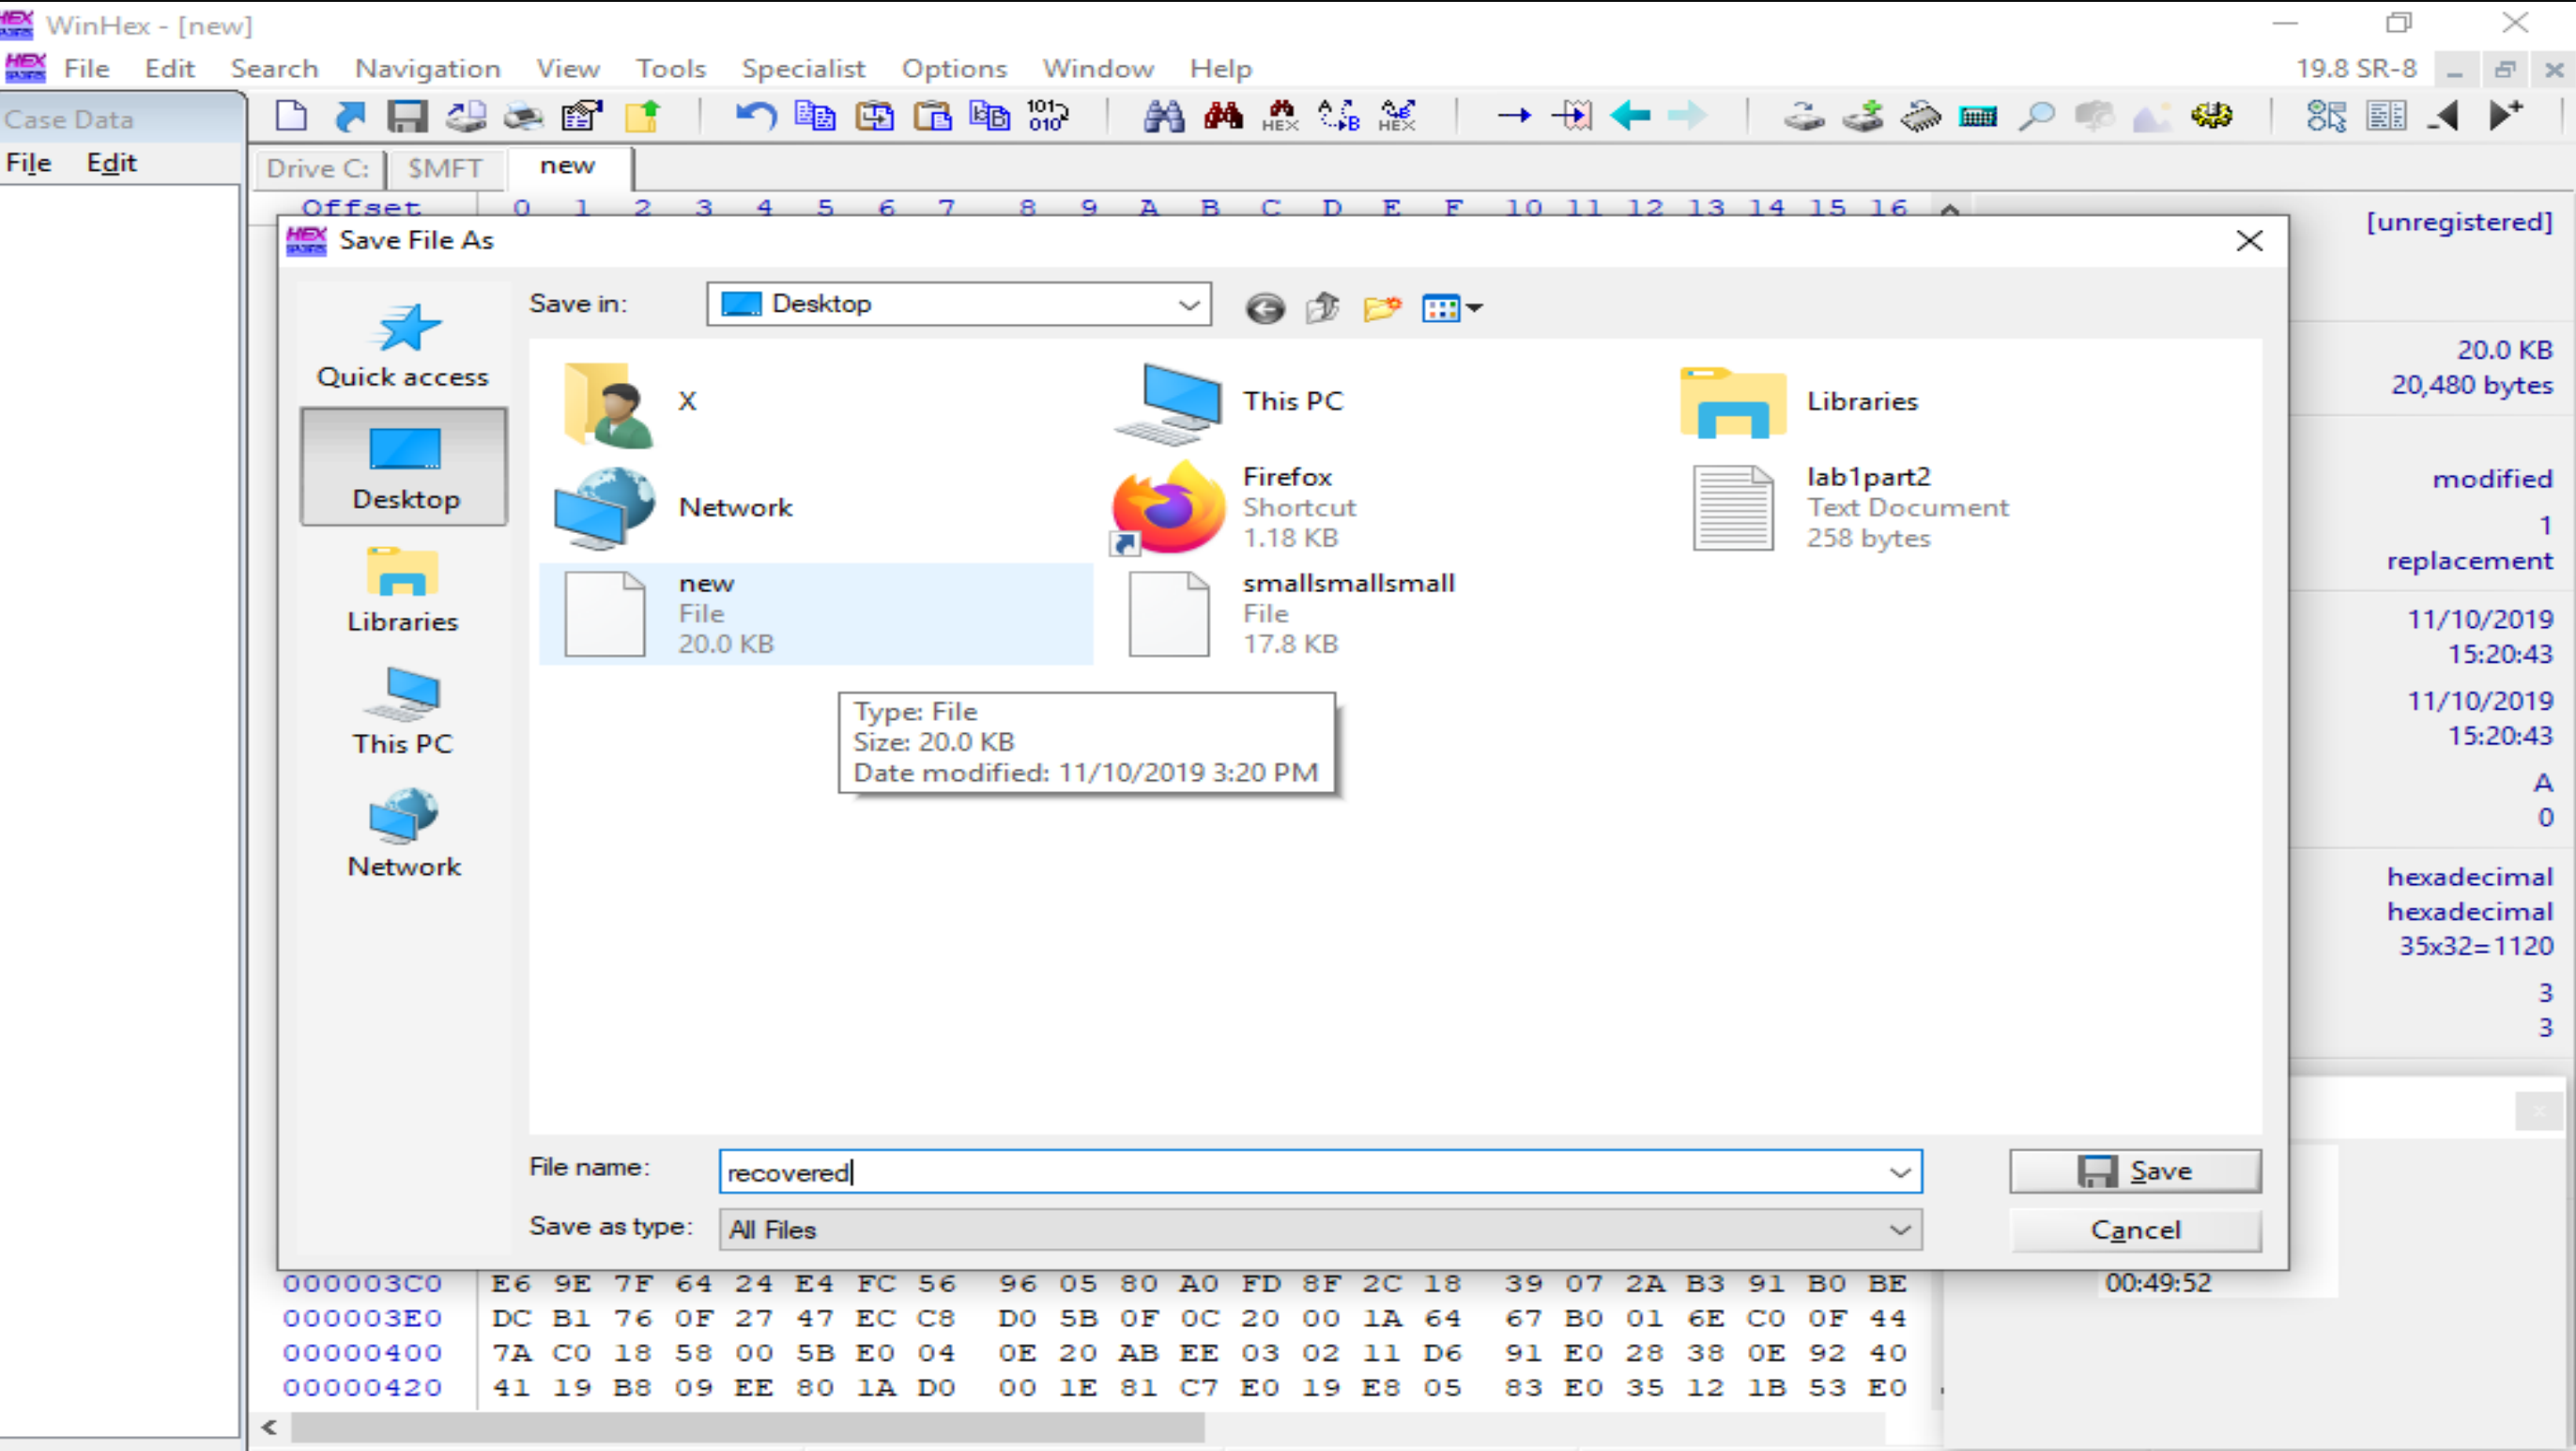 WinHex - [new]
File Edit Search Navigation View Tools Specialist Options Window Help 19.8 SR-8
Case Data
File Edit
Drive C: $MFT new
Offset 0 1 2 3 4 5 6 7 8 9 A B C D E F 10 11 12 13 14 15 16
[unregistered]
Save File As
Save in: Desktop
Quick access
Desktop
Libraries
This PC
Network
X
This PC
Libraries
Network
Firefox
Shortcut
1.18 KB
lab1part2
Text Document
258 bytes
new
File
20.0 KB
smallsmallsmall
File
17.8 KB
Type: File
Size: 20.0 KB
Date modified: 11/10/2019 3:20 PM
File name: recovered
Save as type: All Files
Save
Cancel
20.0 KB
20,480 bytes
modified
1
replacement
11/10/2019
15:20:43
11/10/2019
15:20:43
A
0
hexadecimal
hexadecimal
35x32=1120
3
3
00:49:52
000003C0 E6 9E 7F 64 24 E4 FC 56 96 05 80 A0 FD 8F 2C 18 39 07 2A B3 91 B0 BE
000003E0 DC B1 76 0F 27 47 EC C8 D0 5B 0F 0C 20 00 1A 64 67 B0 01 6E C0 0F 44
00000400 7A C0 18 58 00 5B E0 04 0E 20 AB EE 03 02 11 D6 91 E0 28 38 0E 92 40
00000420 41 19 B8 09 EE 80 1A D0 00 1E 81 C7 E0 19 E8 05 83 E0 35 12 1B 53 E0